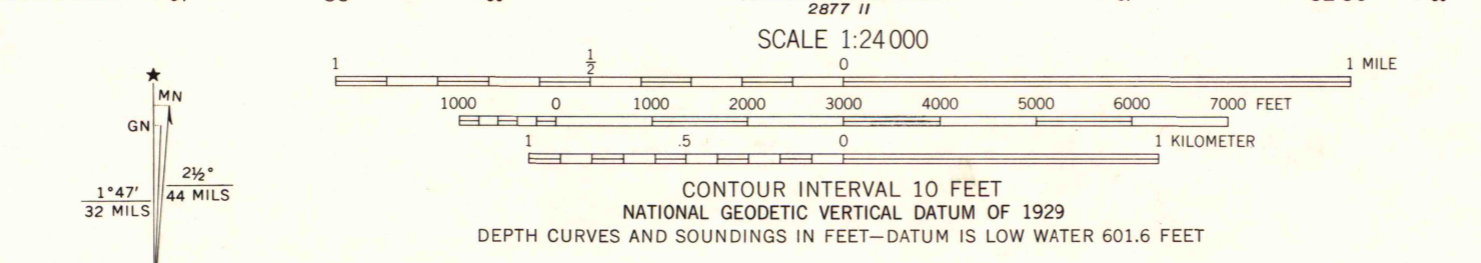 2877 II
SCALE 1:24 000
1 ½ 0 1 MILE
1000 0 1000 2000 3000 4000 5000 6000 7000 FEET
1 .5 0 1 KILOMETER
CONTOUR INTERVAL 10 FEET
NATIONAL GEODETIC VERTICAL DATUM OF 1929
DEPTH CURVES AND SOUNDINGS IN FEET—DATUM IS LOW WATER 601.6 FEET
★
MN
GN
1°47′
32 MILS
2½°
44 MILS